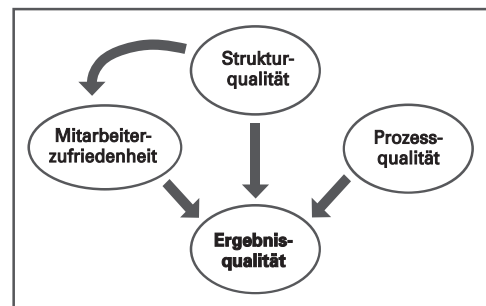 Struktur-
qualität
Mitarbeiter-
zufriedenheit
Prozess-
qualität
Ergebnis-
qualität